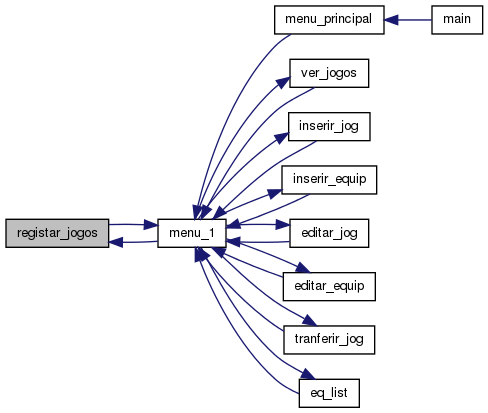 menu_principal
main
ver_jogos
inserir_jog
inserir_equip
registar_jogos
menu_1
editar_jog
editar_equip
tranferir_jog
eq_list